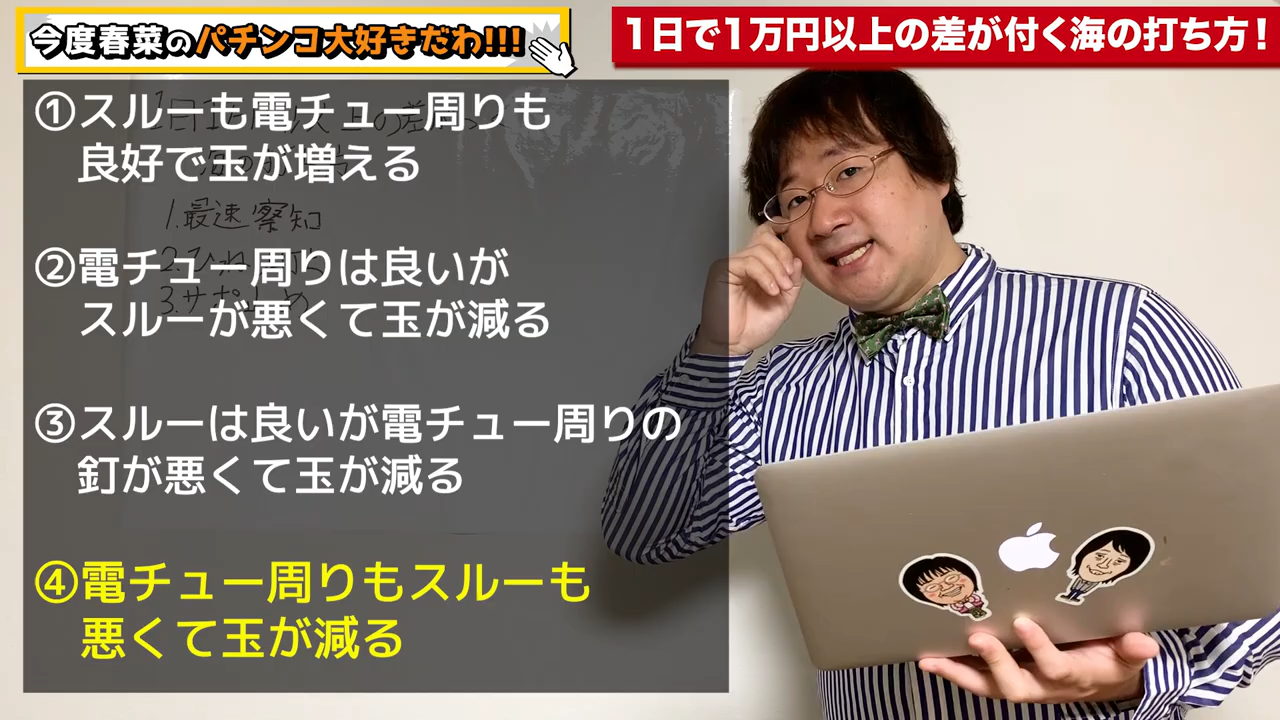 今度春菜のパチンコ大好きだわ!!!
1日で1万円以上の差が付く海の打ち方!
①スルーも電チュー周りも
良好で玉が増える
②電チュー周りは良いが
スルーが悪くて玉が減る
③スルーは良いが電チュー周りの
釘が悪くて玉が減る
④電チュー周りもスルーも
悪くて玉が減る
1.最速察知